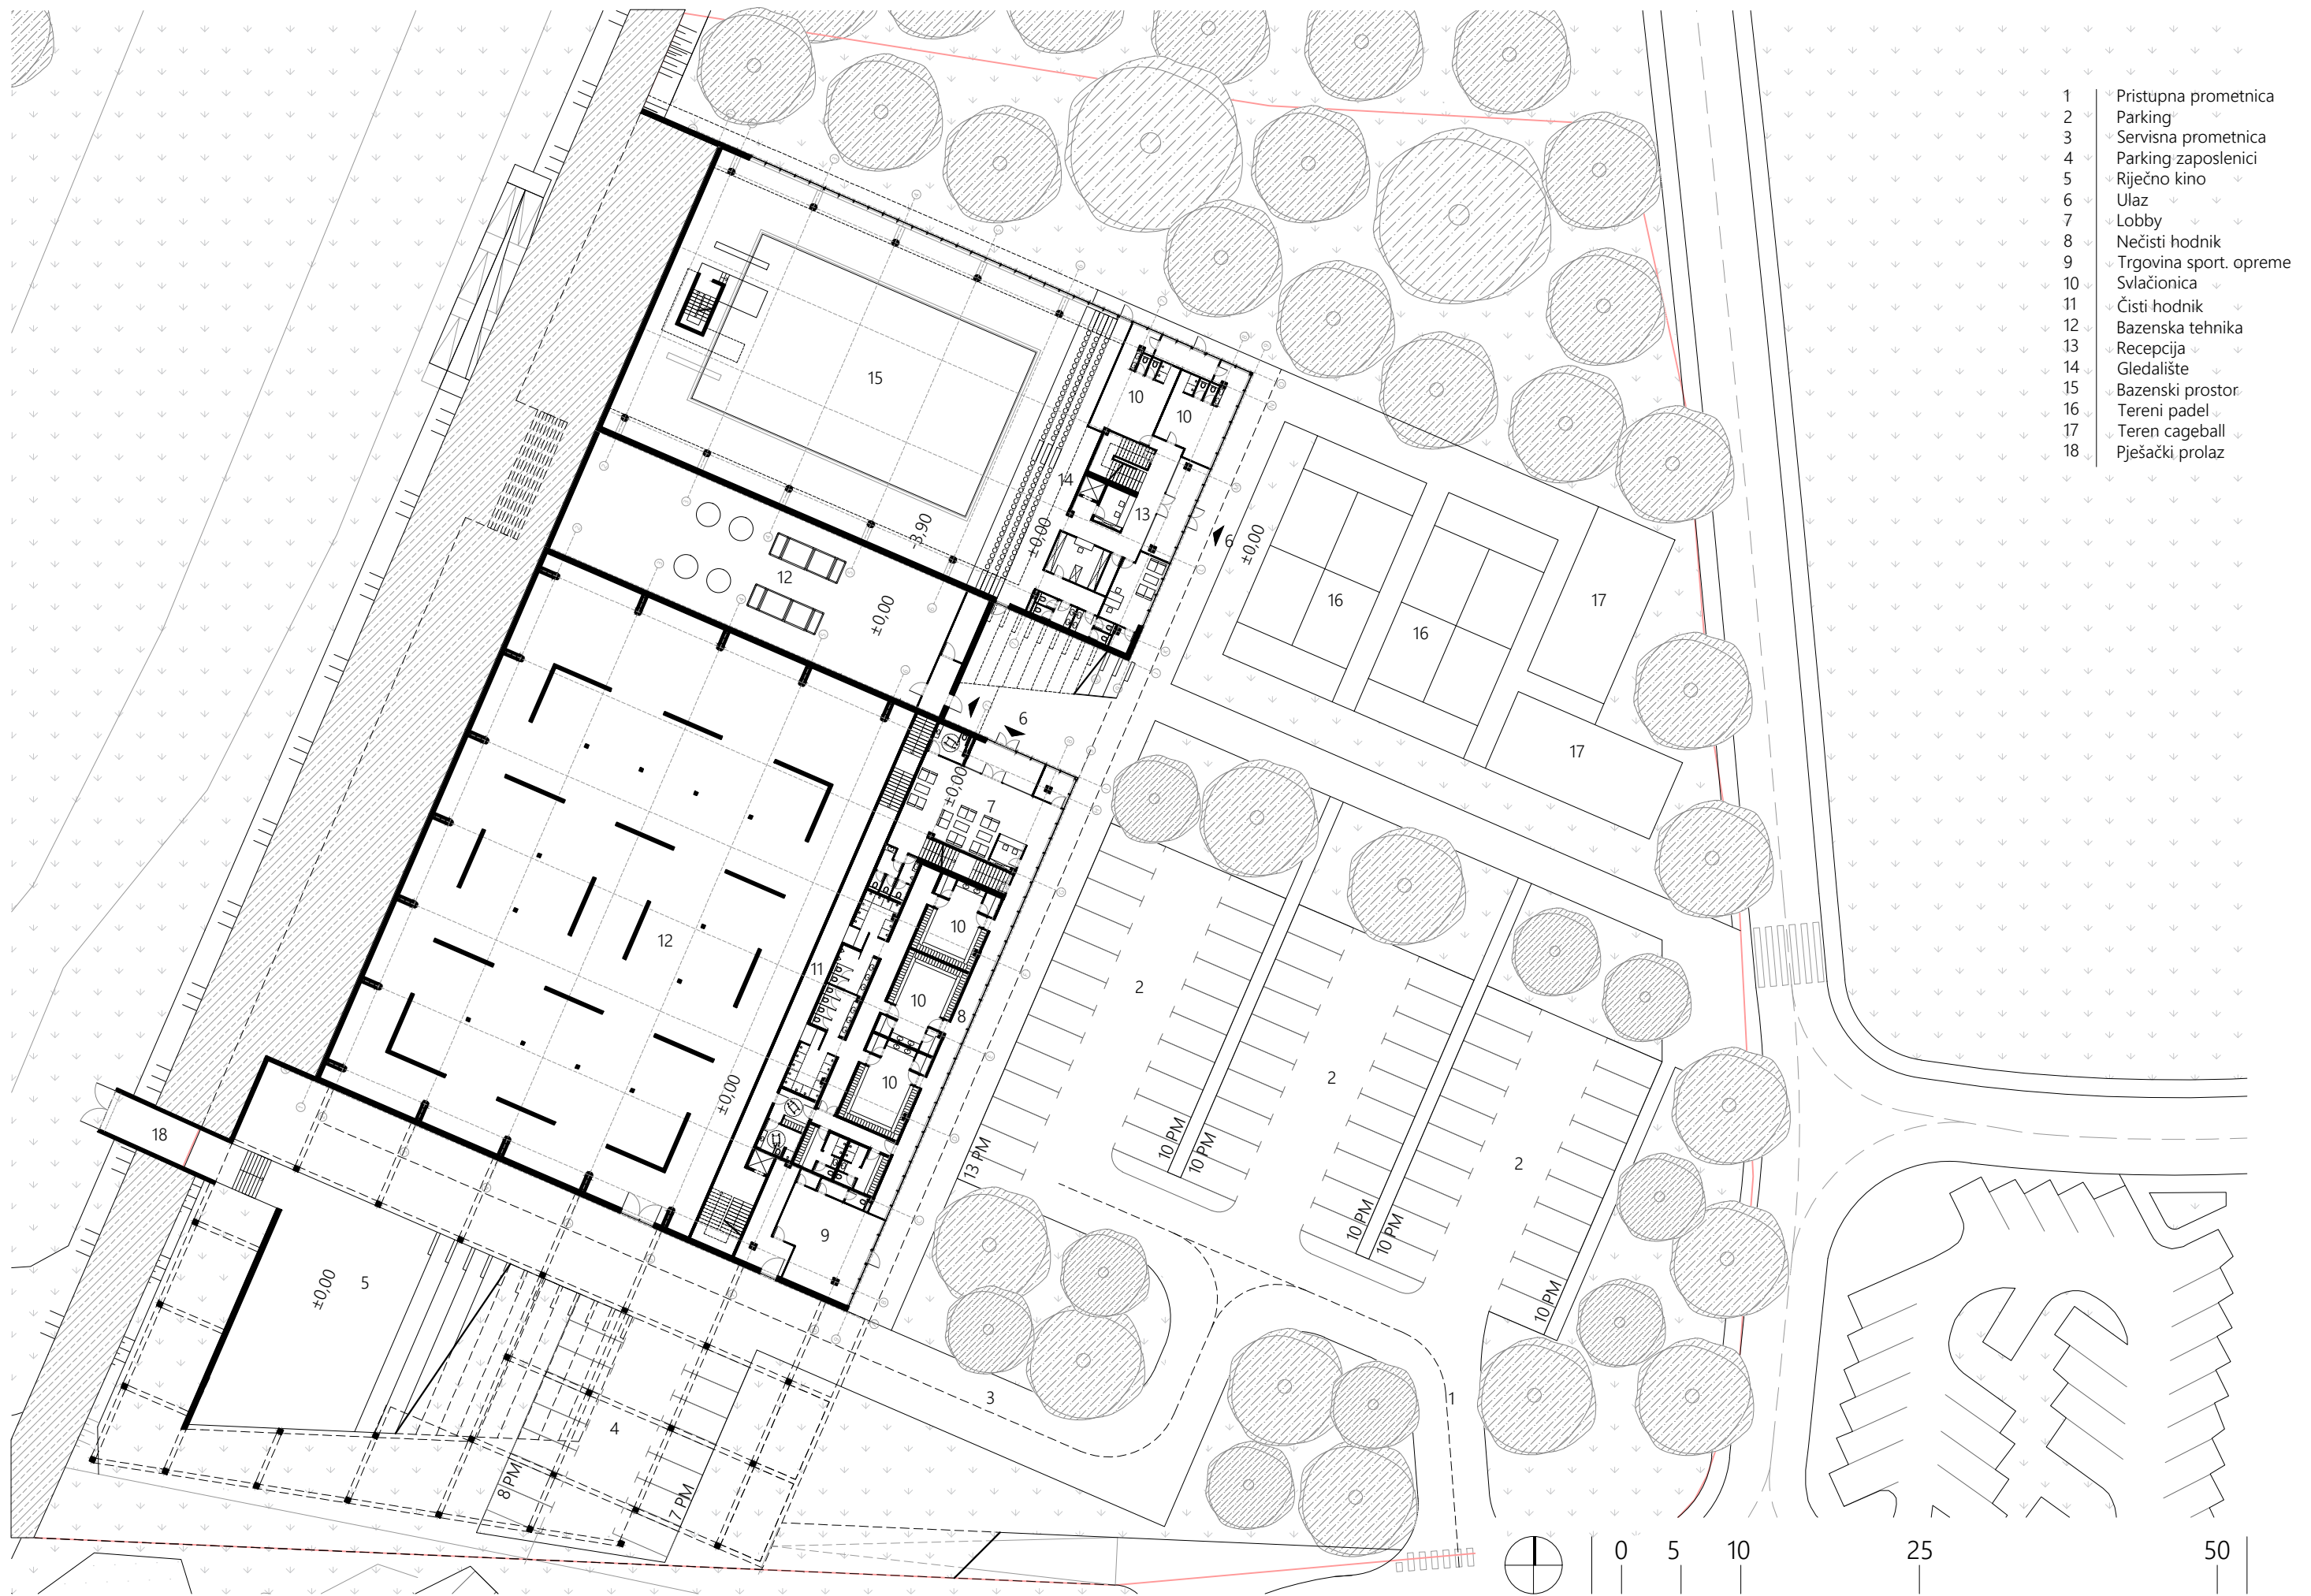 1 Pristupna prometnica
2 Parking
3 Servisna prometnica
4 Parking zaposlenici
5 Riječno kino
6 Ulaz
7 Lobby
8 Nečisti hodnik
9 Trgovina sport. opreme
10 Svlačionica
11 Čisti hodnik
12 Bazenska tehnika
13 Recepcija
14 Gledalište
15 Bazenski prostor
16 Tereni padel
17 Teren cageball
18 Pješački prolaz
15
10
10
14
13
-3,90
±0,00
6
±0,00
12
±0,00
16
16
17
17
6
±0,00
7
12
11
10
10
8
10
±0,00
2
2
2
13 PM
10 PM
10 PM
10 PM
10 PM
10 PM
18
9
5
±0,00
4
8 PM
7 PM
3
1
0 5 10 25 50